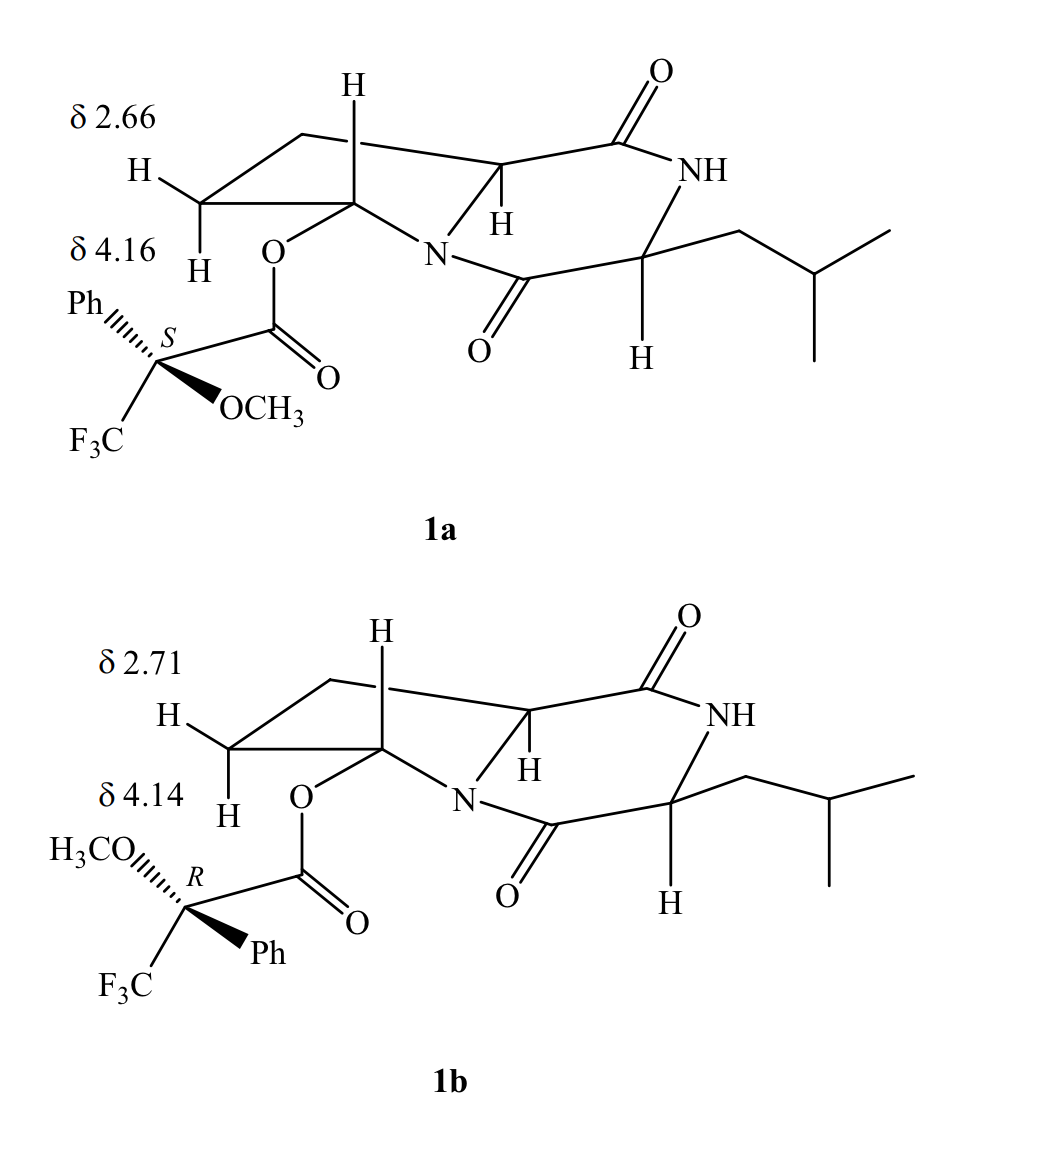 O
H
δ 2.66
H
NH
H
δ 4.16
O
N
H
Ph
S
O
H
O
OCH₃
F₃C
1a
O
H
δ 2.71
H
NH
H
δ 4.14
O
N
H
H₃CO
R
O
H
O
Ph
F₃C
1b